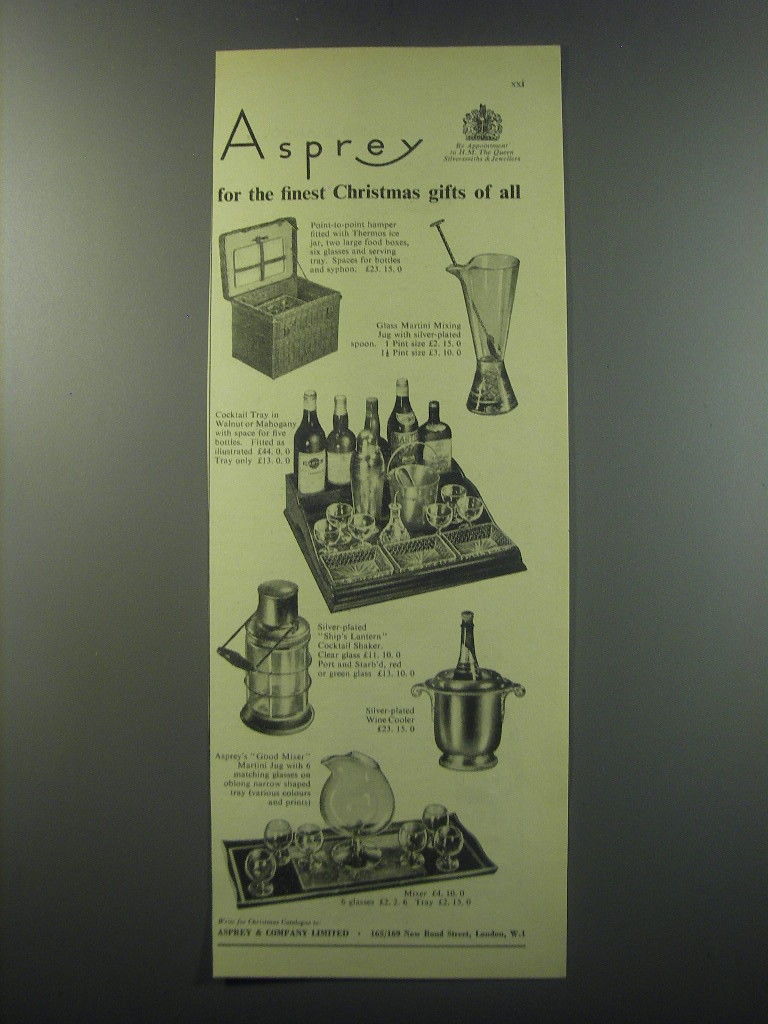 xxi
Asprey
By Appointment
to H.M. The Queen
Silversmiths & Jewellers
for the finest Christmas gifts of all
Point-to-point hamper
fitted with Thermos ice
jar, two large food boxes,
six glasses and serving
tray. Spaces for bottles
and syphon. £23. 15. 0
Glass Martini Mixing
Jug with silver-plated
spoon. 1 Pint size £2. 15. 0
1½ Pint size £3. 10. 0
Cocktail Tray in
Walnut or Mahogany
with space for five
bottles. Fitted as
illustrated £44. 0. 0
Tray only £13. 0. 0
Silver-plated
"Ship's Lantern"
Cocktail Shaker.
Clear glass £11. 10. 0
Port and Starb'd, red
or green glass £13. 10. 0
Silver-plated
Wine Cooler
£23. 15. 0
Asprey's "Good Mixer"
Martini Jug with 6
matching glasses on
oblong narrow shaped
tray (various colours
and prints)
Mixer £4. 10. 0
6 glasses £2. 2. 6 Tray £2. 15. 0
Write for Christmas Catalogue to:
ASPREY & COMPANY LIMITED · 165/169 New Bond Street, London, W.1